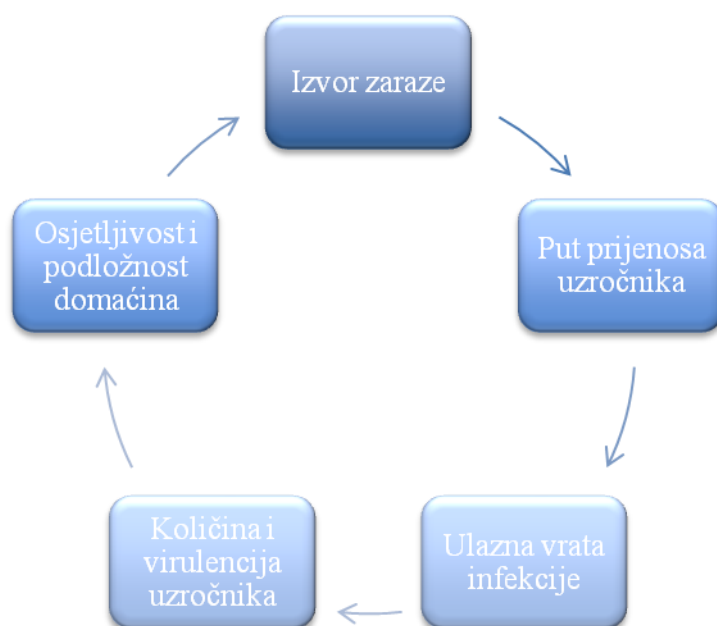 Izvor zaraze
Put prijenosa
uzročnika
Ulazna vrata
infekcije
Količina i
virulencija
uzročnika
Osjetljivost i
podložnost
domaćina